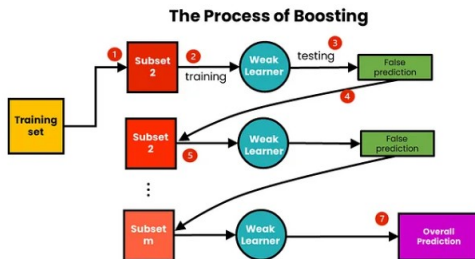 The Process of Boosting
1
Subset
2
2
training
Weak
Learner
3
testing
False
prediction
4
Training
set
Subset
2
5
Weak
Learner
False
prediction
Subset
m
Weak
Learner
7
Overall
Prediction